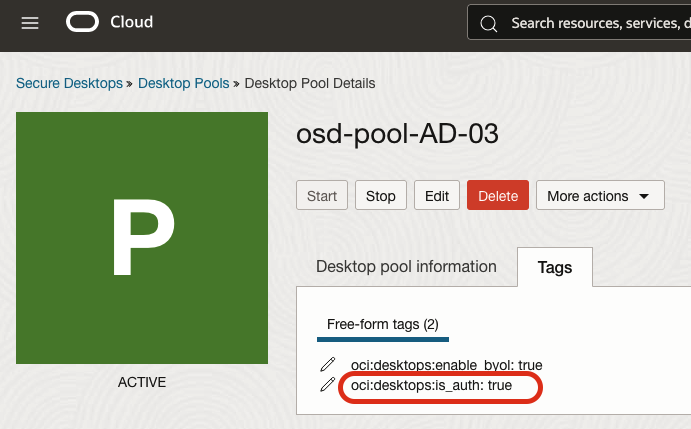 Cloud
Search resources, services, d
Secure Desktops » Desktop Pools » Desktop Pool Details
P
osd-pool-AD-03
Start Stop Edit Delete More actions
Desktop pool information Tags
Free-form tags (2)
oci:desktops:enable_byol: true
oci:desktops:is_auth: true
ACTIVE